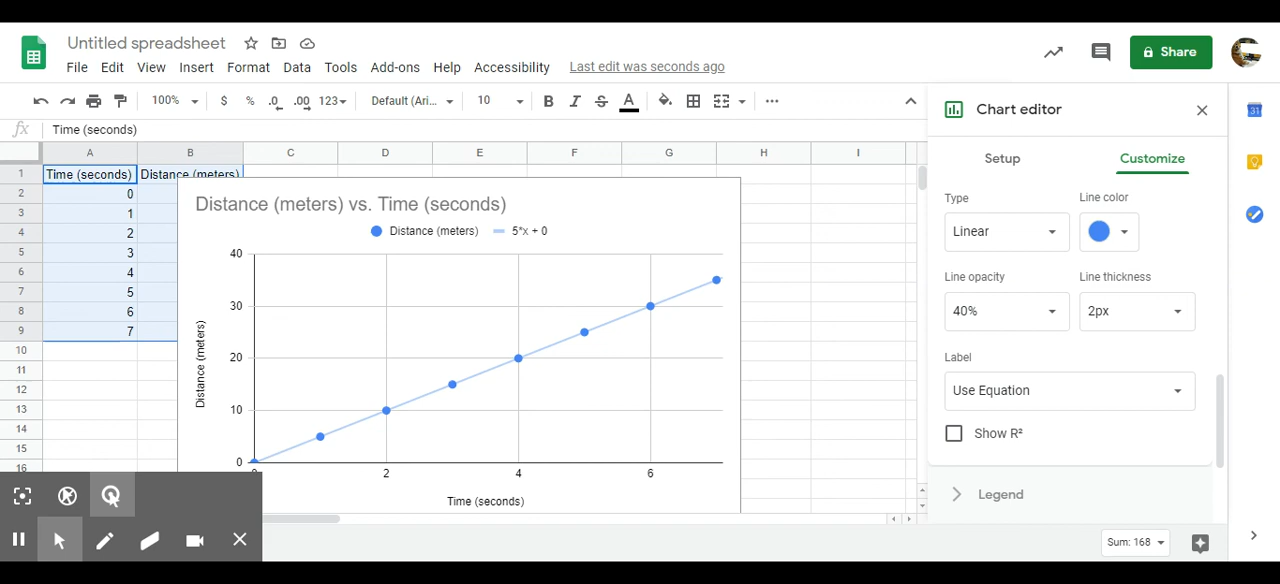 Untitled spreadsheet
File Edit View Insert Format Data Tools Add-ons Help Accessibility Last edit was seconds ago
Share
100% $ % .0 .00 123 Default (Ari... 10 B I S A
fx Time (seconds)
A B C D E F G H I
1 Time (seconds) Distance (meters)
2 0
3 1
4 2
5 3
6 4
7 5
8 6
9 7
10
11
12
13
14
15
16
Distance (meters) vs. Time (seconds)
Distance (meters) 5*x + 0
40
30
20
10
0
0 2 4 6
Distance (meters)
Time (seconds)
Chart editor
Setup Customize
Type Line color
Linear
Line opacity Line thickness
40% 2px
Label
Use Equation
Show R²
Legend
Sum: 168
31